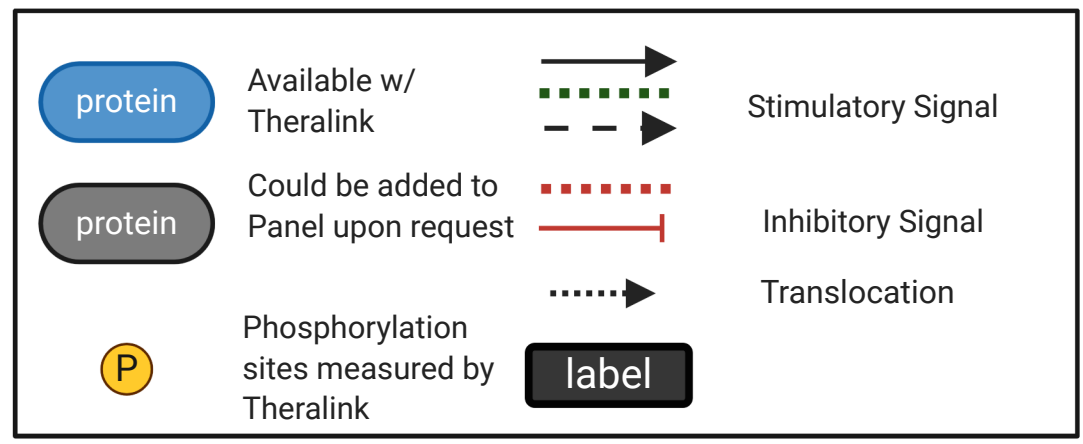 protein
Available w/
Theralink
Stimulatory Signal
protein
Could be added to
Panel upon request
Inhibitory Signal
Translocation
P
Phosphorylation
sites measured by
Theralink
label